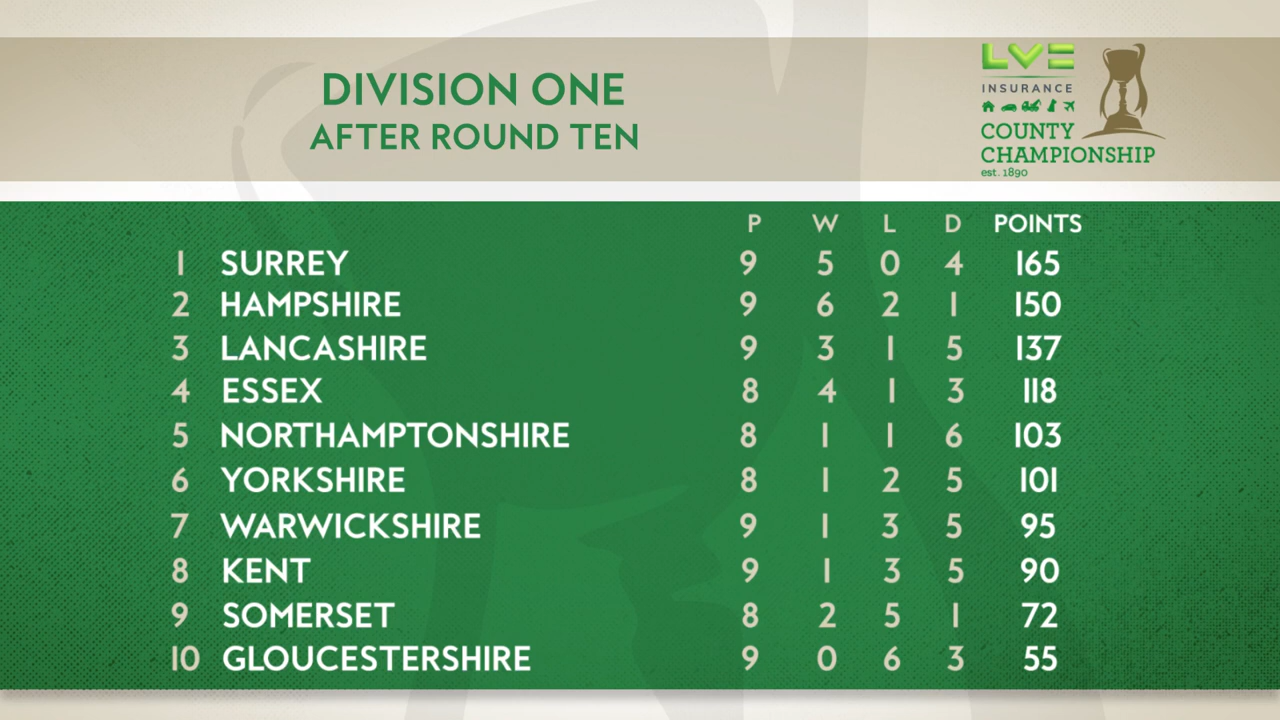 DIVISION ONE
AFTER ROUND TEN
LV=
INSURANCE
COUNTY
CHAMPIONSHIP
est. 1890
P W L D POINTS
1 SURREY 9 5 0 4 165
2 HAMPSHIRE 9 6 2 1 150
3 LANCASHIRE 9 3 1 5 137
4 ESSEX 8 4 1 3 118
5 NORTHAMPTONSHIRE 8 1 1 6 103
6 YORKSHIRE 8 1 2 5 101
7 WARWICKSHIRE 9 1 3 5 95
8 KENT 9 1 3 5 90
9 SOMERSET 8 2 5 1 72
10 GLOUCESTERSHIRE 9 0 6 3 55